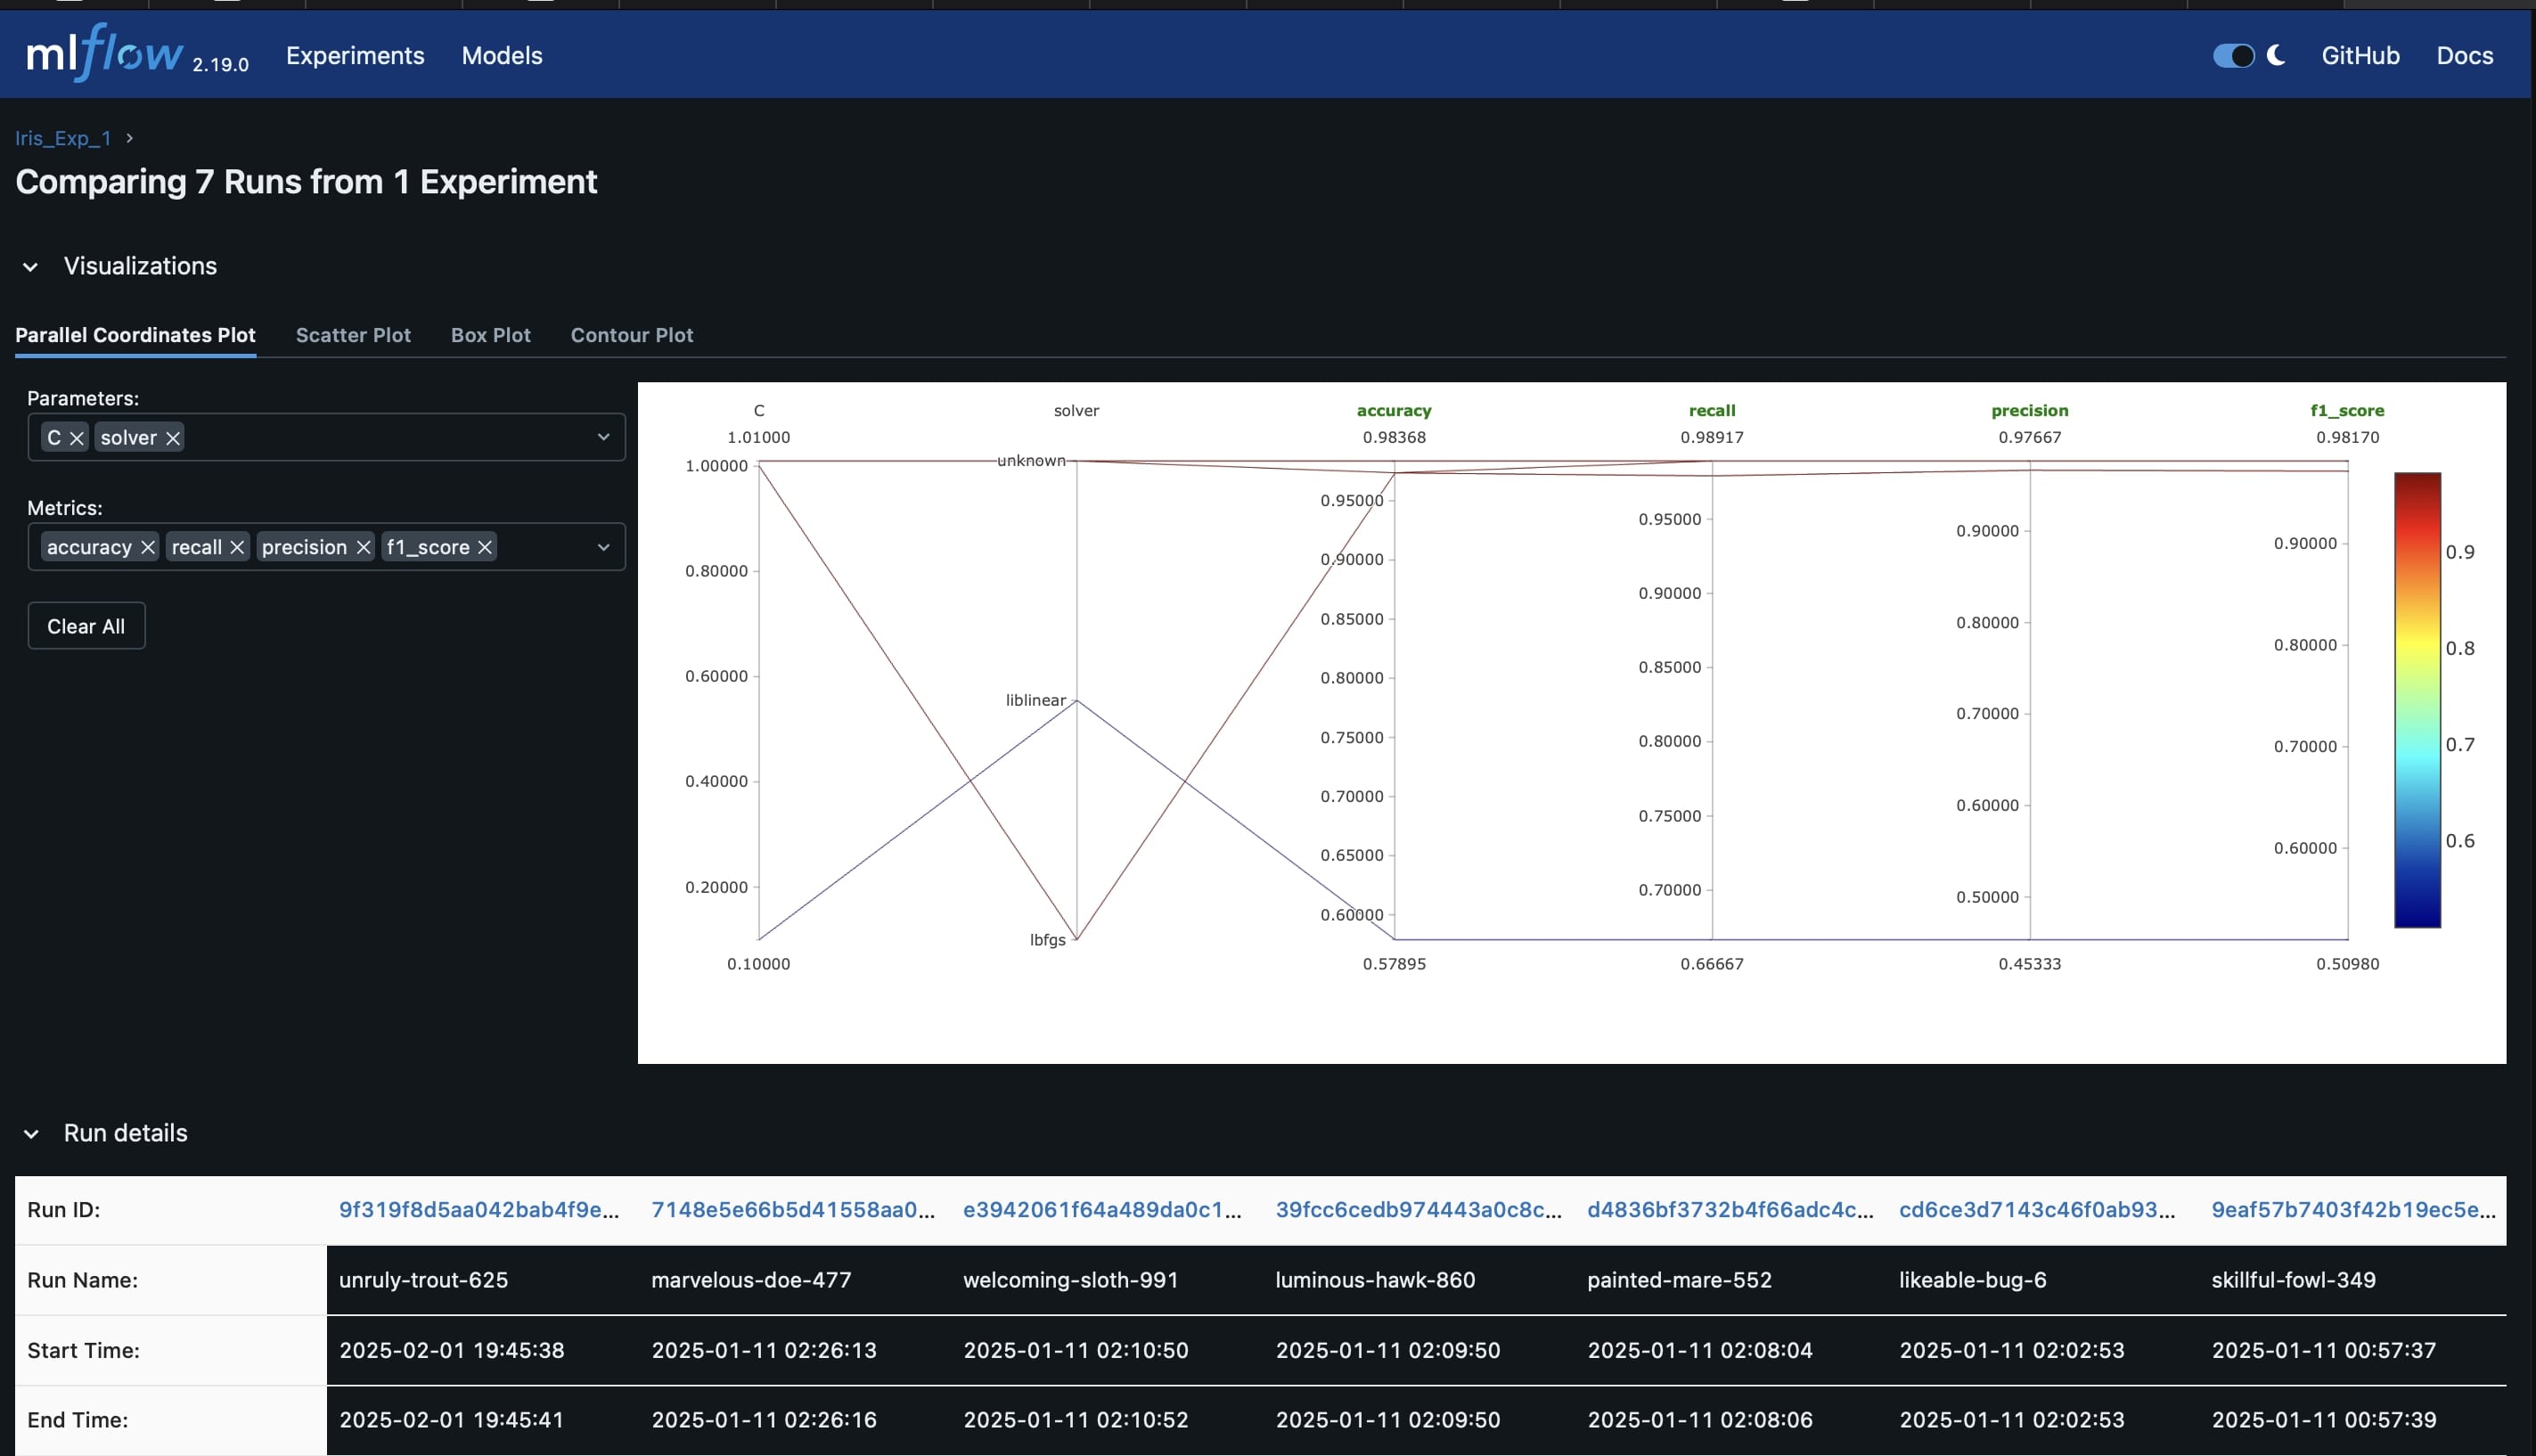 mlflow 2.19.0 Experiments Models GitHub Docs
Iris_Exp_1 >
Comparing 7 Runs from 1 Experiment
Visualizations
Parallel Coordinates Plot Scatter Plot Box Plot Contour Plot
Parameters:
C solver
Metrics:
accuracy recall precision f1_score
Clear All
C solver accuracy recall precision f1_score
1.01000 0.98368 0.98917 0.97667 0.98170
1.00000
0.80000
0.60000
0.40000
0.20000
0.10000
unknown
liblinear
lbfgs
0.95000
0.90000
0.85000
0.80000
0.75000
0.70000
0.65000
0.60000
0.57895
0.95000
0.90000
0.85000
0.80000
0.75000
0.70000
0.66667
0.90000
0.80000
0.70000
0.60000
0.50000
0.45333
0.90000
0.80000
0.70000
0.60000
0.50980
0.9
0.8
0.7
0.6
Run details
Run ID: 9f319f8d5aa042bab4f9e... 7148e5e66b5d41558aa0... e3942061f64a489da0c1... 39fcc6cedb974443a0c8c... d4836bf3732b4f66adc4c... cd6ce3d7143c46f0ab93... 9eaf57b7403f42b19ec5e...
Run Name: unruly-trout-625 marvelous-doe-477 welcoming-sloth-991 luminous-hawk-860 painted-mare-552 likeable-bug-6 skillful-fowl-349
Start Time: 2025-02-01 19:45:38 2025-01-11 02:26:13 2025-01-11 02:10:50 2025-01-11 02:09:50 2025-01-11 02:08:04 2025-01-11 02:02:53 2025-01-11 00:57:37
End Time: 2025-02-01 19:45:41 2025-01-11 02:26:16 2025-01-11 02:10:52 2025-01-11 02:09:50 2025-01-11 02:08:06 2025-01-11 02:02:53 2025-01-11 00:57:39